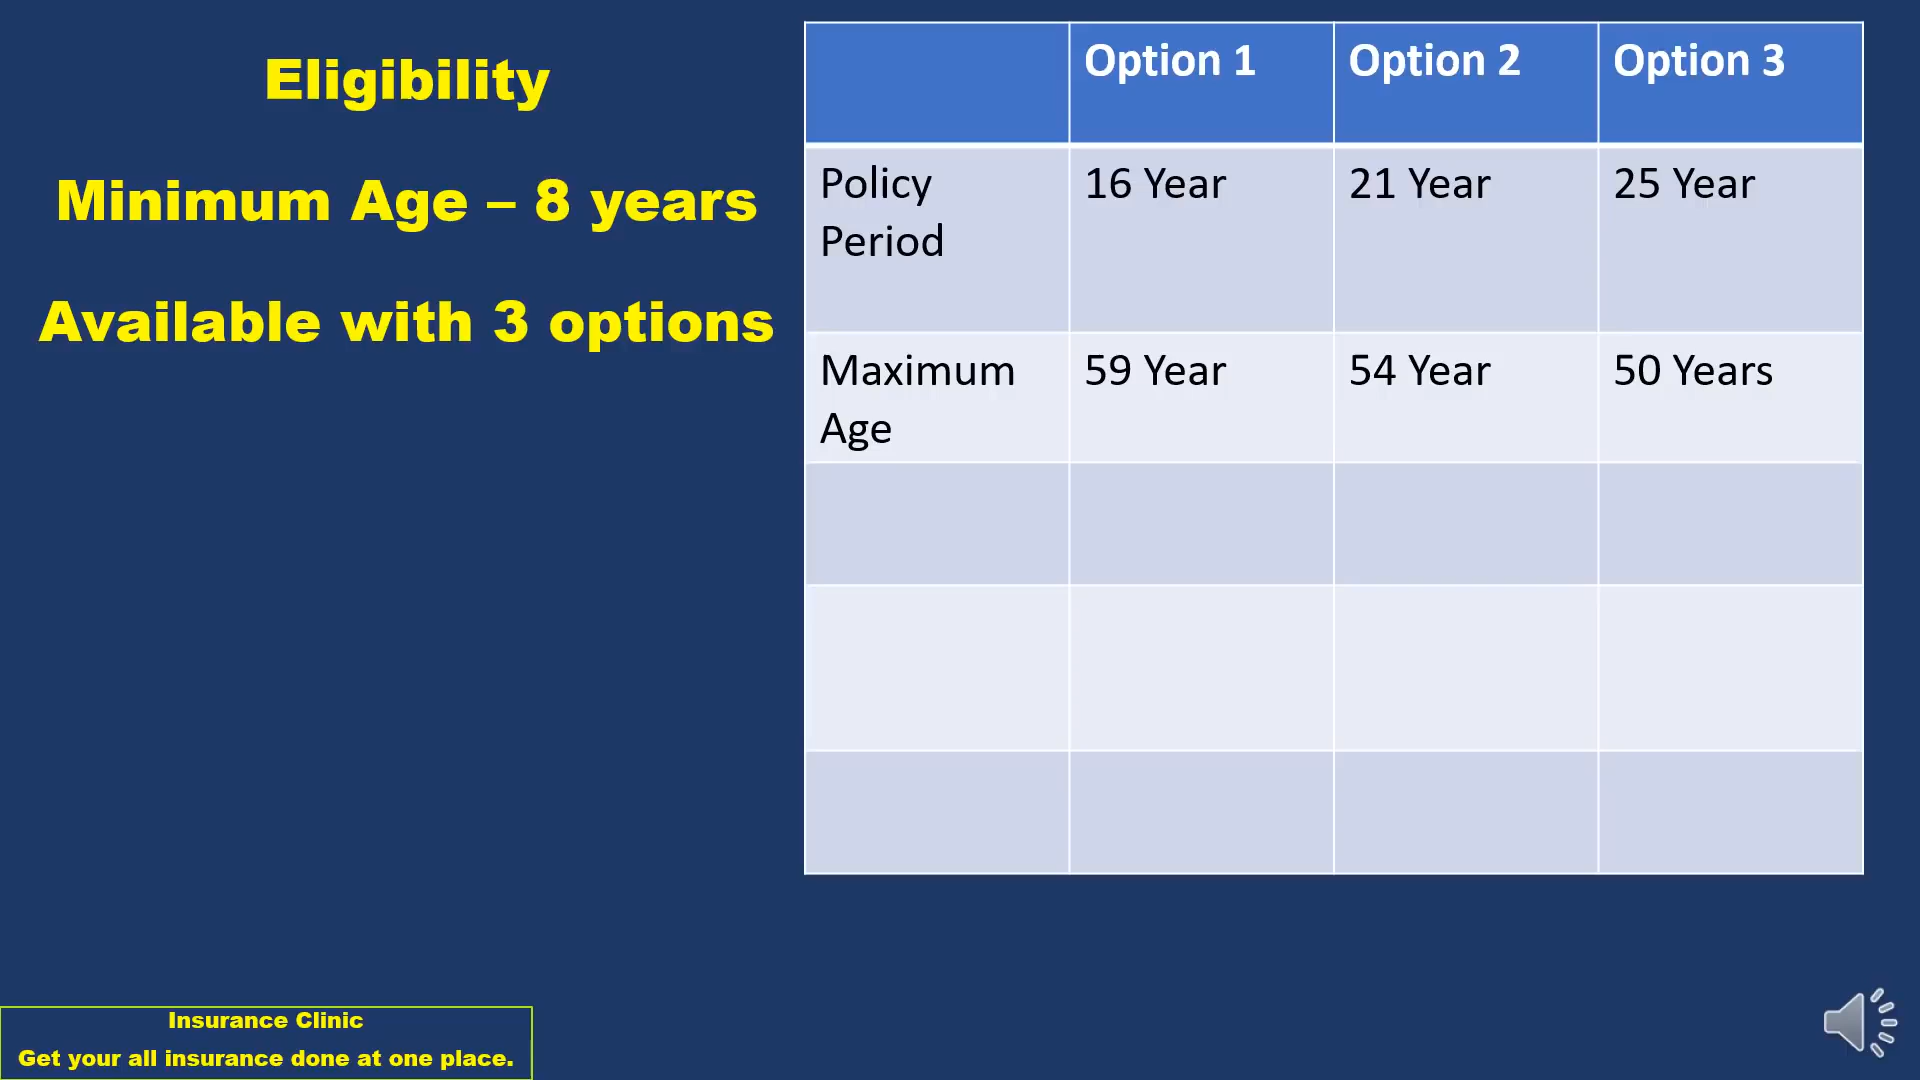 Eligibility
Minimum Age – 8 years
Available with 3 options
Option 1 Option 2 Option 3
Policy Period 16 Year 21 Year 25 Year
Maximum Age 59 Year 54 Year 50 Years
Insurance Clinic
Get your all insurance done at one place.